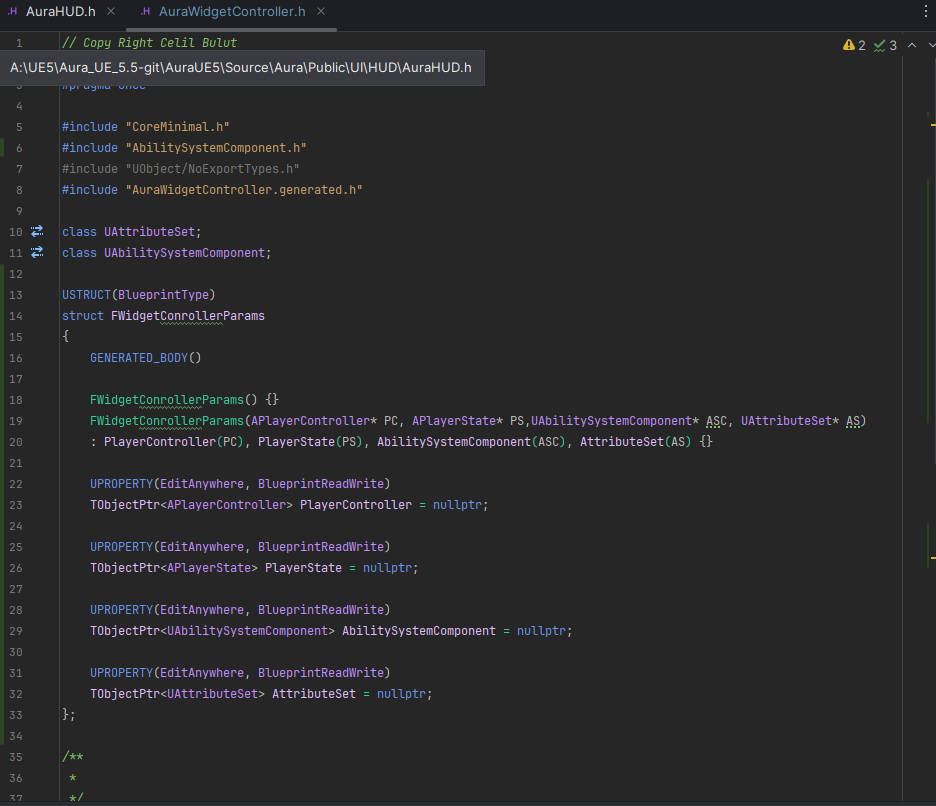 AuraHUD.h
AuraWidgetController.h
1 // Copy Right Celil Bulut
2 3
A:\UE5\Aura_UE_5.5-git\AuraUE5\Source\Aura\Public\UI\HUD\AuraHUD.h
3 #pragma once
4
5 #include "CoreMinimal.h"
6 #include "AbilitySystemComponent.h"
7 #include "UObject/NoExportTypes.h"
8 #include "AuraWidgetController.generated.h"
9
10 class UAttributeSet;
11 class UAbilitySystemComponent;
12
13 USTRUCT(BlueprintType)
14 struct FWidgetConrollerParams
15 {
16 GENERATED_BODY()
17
18 FWidgetConrollerParams() {}
19 FWidgetConrollerParams(APlayerController* PC, APlayerState* PS,UAbilitySystemComponent* ASC, UAttributeSet* AS)
20 : PlayerController(PC), PlayerState(PS), AbilitySystemComponent(ASC), AttributeSet(AS) {}
21
22 UPROPERTY(EditAnywhere, BlueprintReadWrite)
23 TObjectPtr<APlayerController> PlayerController = nullptr;
24
25 UPROPERTY(EditAnywhere, BlueprintReadWrite)
26 TObjectPtr<APlayerState> PlayerState = nullptr;
27
28 UPROPERTY(EditAnywhere, BlueprintReadWrite)
29 TObjectPtr<UAbilitySystemComponent> AbilitySystemComponent = nullptr;
30
31 UPROPERTY(EditAnywhere, BlueprintReadWrite)
32 TObjectPtr<UAttributeSet> AttributeSet = nullptr;
33 };
34
35 /**
36 *
37 */